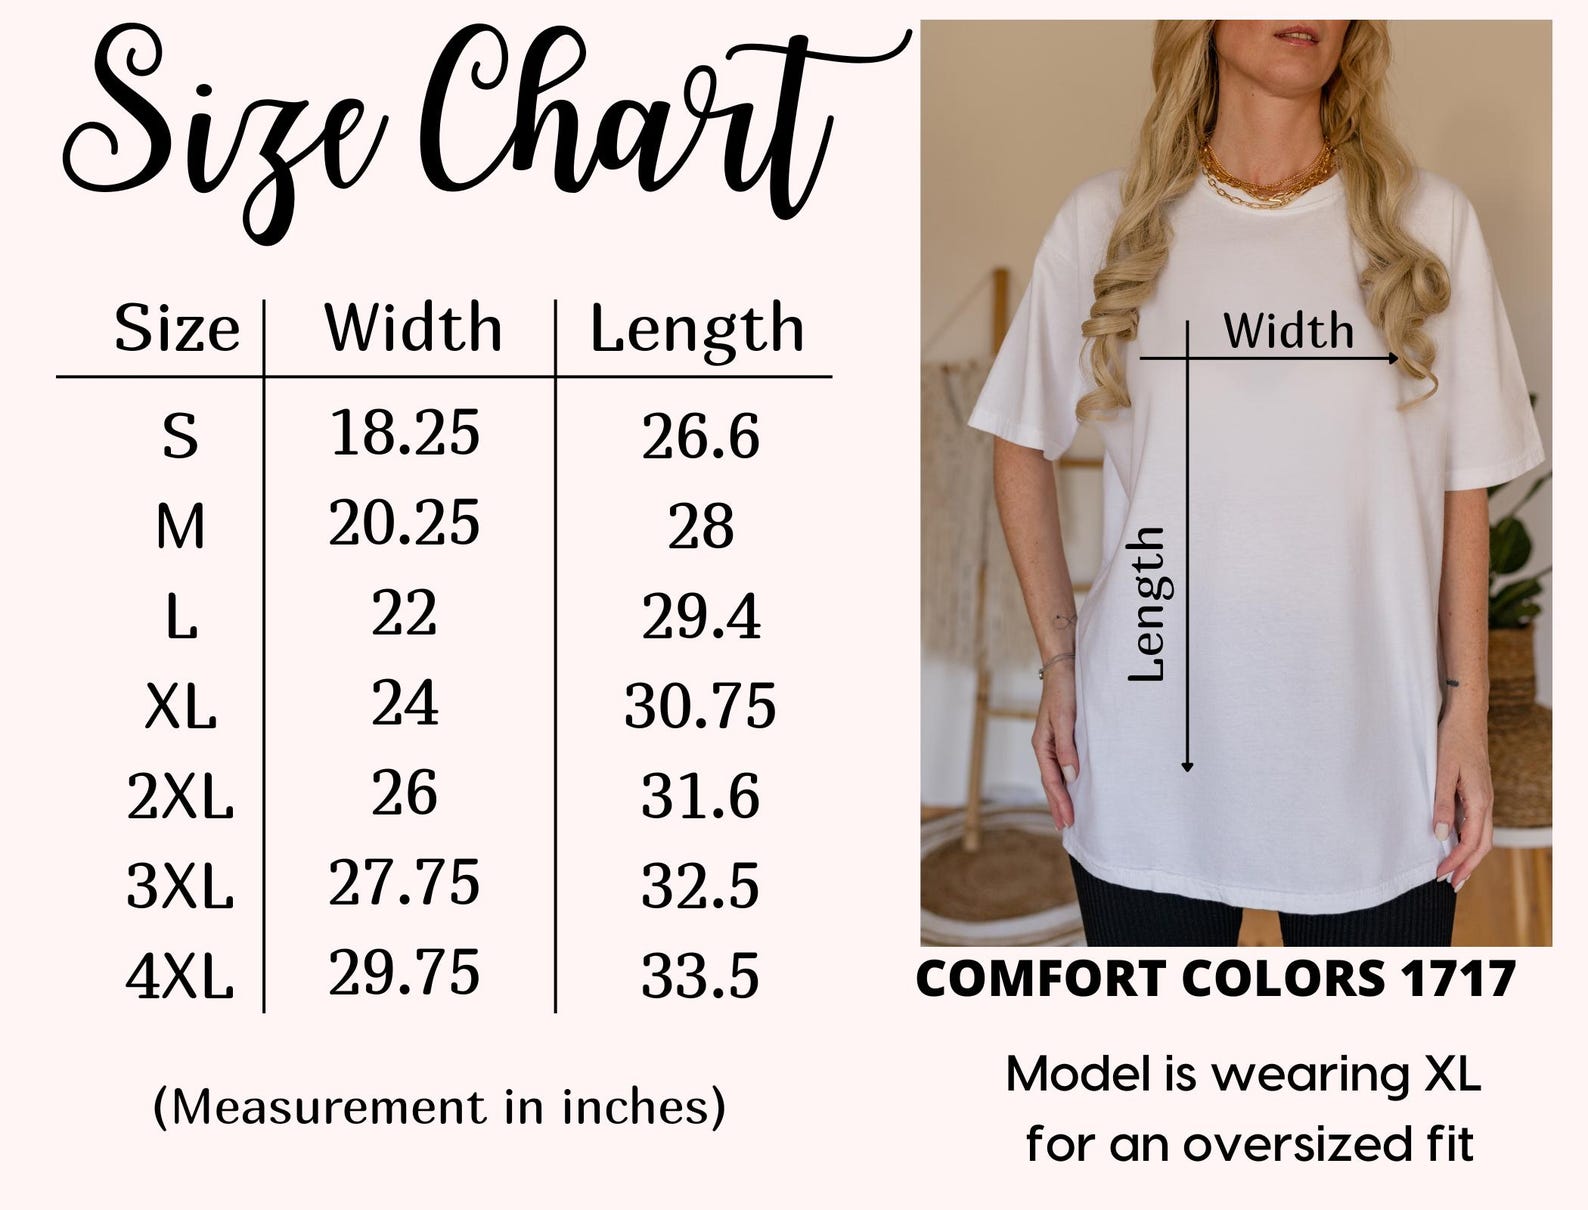 Size Chart
Size Width Length
S 18.25 26.6
M 20.25 28
L 22 29.4
XL 24 30.75
2XL 26 31.6
3XL 27.75 32.5
4XL 29.75 33.5
(Measurement in inches)
Width
Length
COMFORT COLORS 1717
Model is wearing XL
for an oversized fit